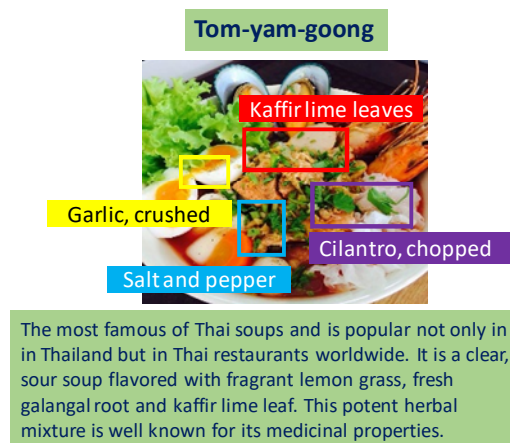 Tom-yam-goong
Kaffir lime leaves
Garlic, crushed
Cilantro, chopped
Salt and pepper
The most famous of Thai soups and is popular not only in
in Thailand but in Thai restaurants worldwide. It is a clear,
sour soup flavored with fragrant lemon grass, fresh
galangal root and kaffir lime leaf. This potent herbal
mixture is well known for its medicinal properties.